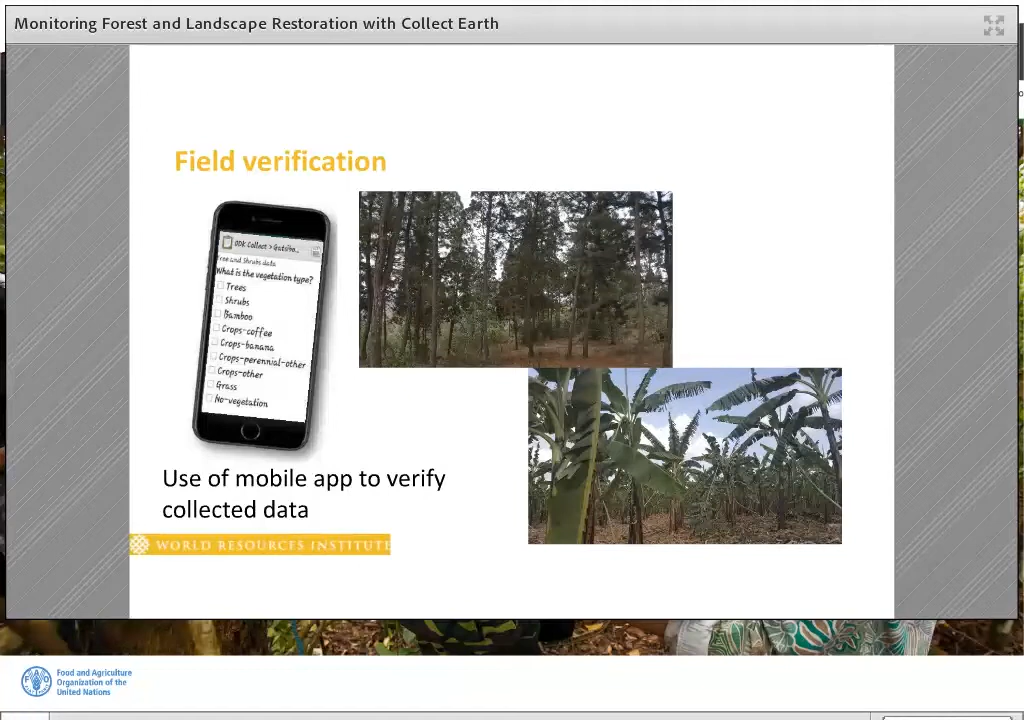 Monitoring Forest and Landscape Restoration with Collect Earth
Field verification
ODK Collect > Gatsibo...
Tree and Shrubs data
What is the vegetation type?
Trees
Shrubs
Bamboo
Crops-coffee
Crops-banana
Crops-perennial-other
Crops-other
Grass
No-vegetation
Use of mobile app to verify
collected data
WORLD RESOURCES INSTITUTE
Food and Agriculture
Organization of the
United Nations